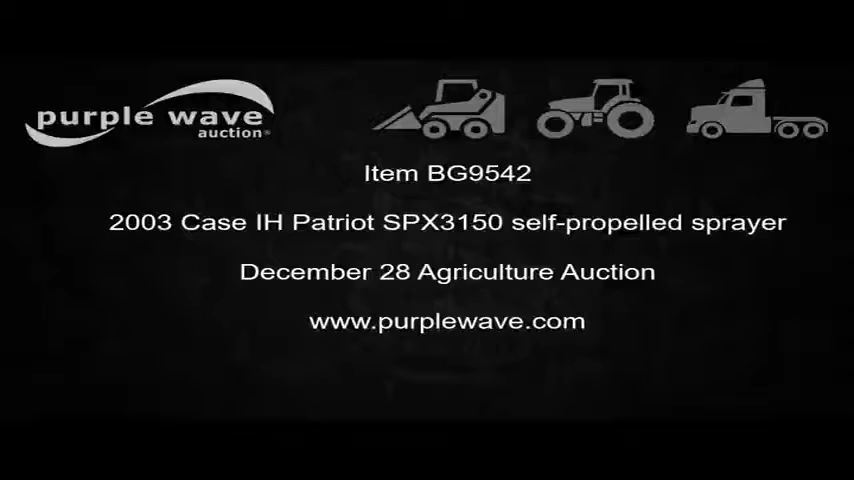 purple wave
auction
Item BG9542
2003 Case IH Patriot SPX3150 self-propelled sprayer
December 28 Agriculture Auction
www.purplewave.com